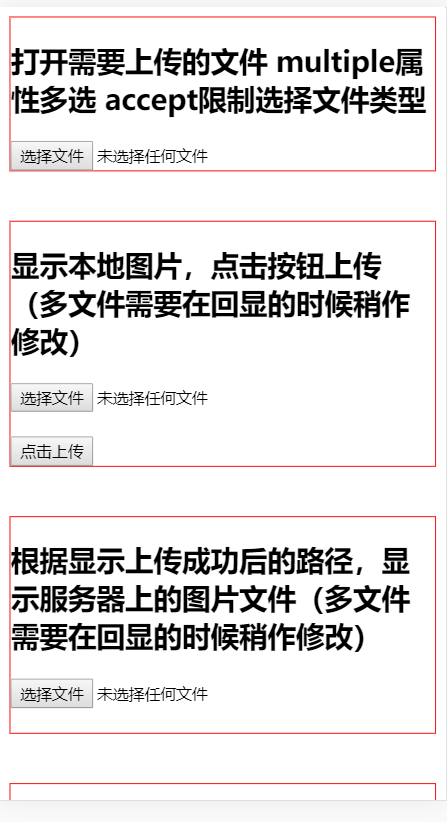 打开需要上传的文件 multiple属
性多选 accept限制选择文件类型
选择文件 未选择任何文件
显示本地图片，点击按钮上传
（多文件需要在回显的时候稍作
修改）
选择文件 未选择任何文件
点击上传
根据显示上传成功后的路径，显
示服务器上的图片文件（多文件
需要在回显的时候稍作修改）
选择文件 未选择任何文件